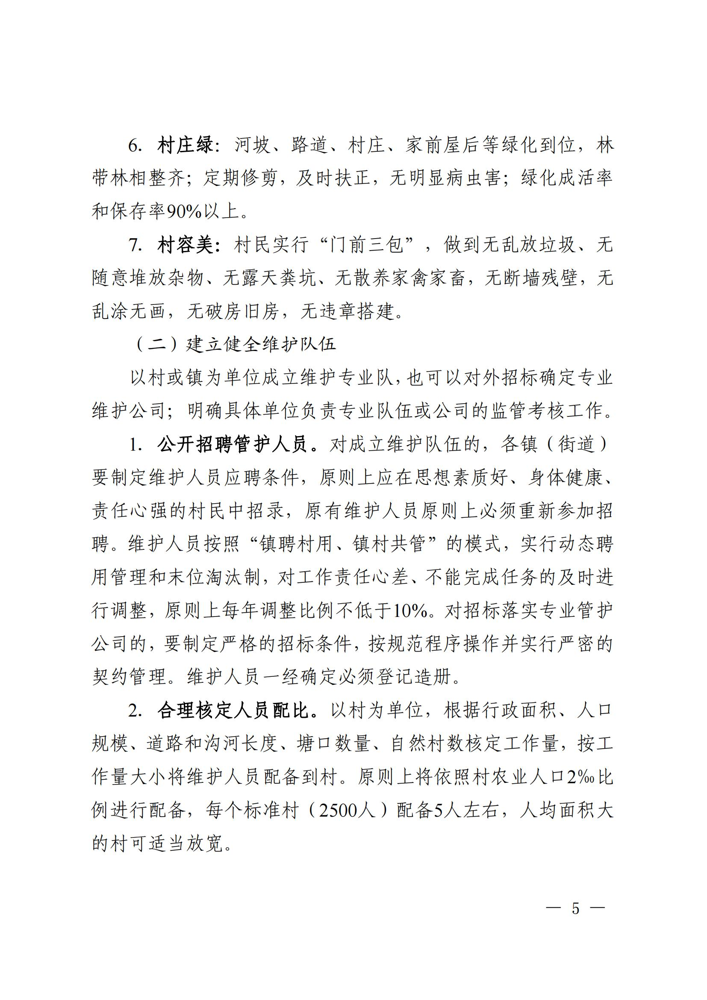 6. 村庄绿：河坡、路道、村庄、家前屋后等绿化到位，林
带林相整齐；定期修剪，及时扶正，无明显病虫害；绿化成活率
和保存率90%以上。
7. 村容美：村民实行“门前三包”，做到无乱放垃圾、无
随意堆放杂物、无露天粪坑、无散养家禽家畜，无断墙残壁，无
乱涂无画，无破房旧房，无违章搭建。
（二）建立健全维护队伍
以村或镇为单位成立维护专业队，也可以对外招标确定专业
维护公司；明确具体单位负责专业队伍或公司的监管考核工作。
1. 公开招聘管护人员。对成立维护队伍的，各镇（街道）
要制定维护人员应聘条件，原则上应在思想素质好、身体健康、
责任心强的村民中招录，原有维护人员原则上必须重新参加招
聘。维护人员按照“镇聘村用、镇村共管”的模式，实行动态聘
用管理和末位淘汰制，对工作责任心差、不能完成任务的及时进
行调整，原则上每年调整比例不低于10%。对招标落实专业管护
公司的，要制定严格的招标条件，按规范程序操作并实行严密的
契约管理。维护人员一经确定必须登记造册。
2. 合理核定人员配比。以村为单位，根据行政面积、人口
规模、道路和沟河长度、塘口数量、自然村数核定工作量，按工
作量大小将维护人员配备到村。原则上将依照村农业人口2‰比
例进行配备，每个标准村（2500人）配备5人左右，人均面积大
的村可适当放宽。
— 5 —